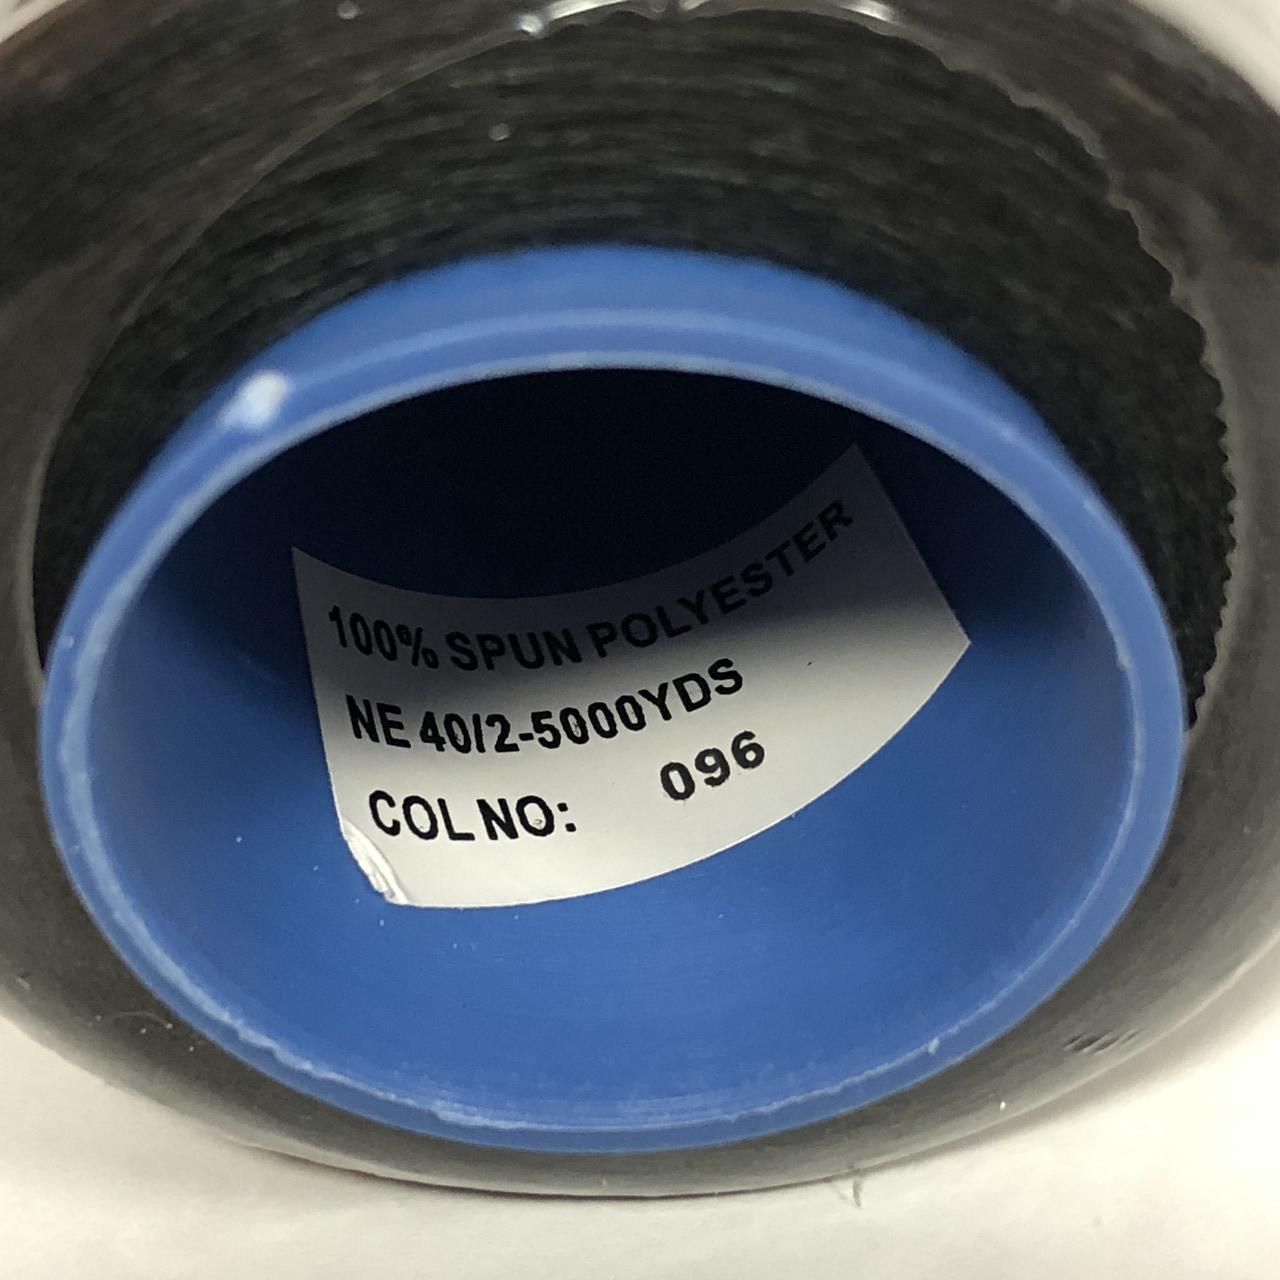 100% SPUN POLYESTER
NE 40/2-5000YDS
COL NO: 096